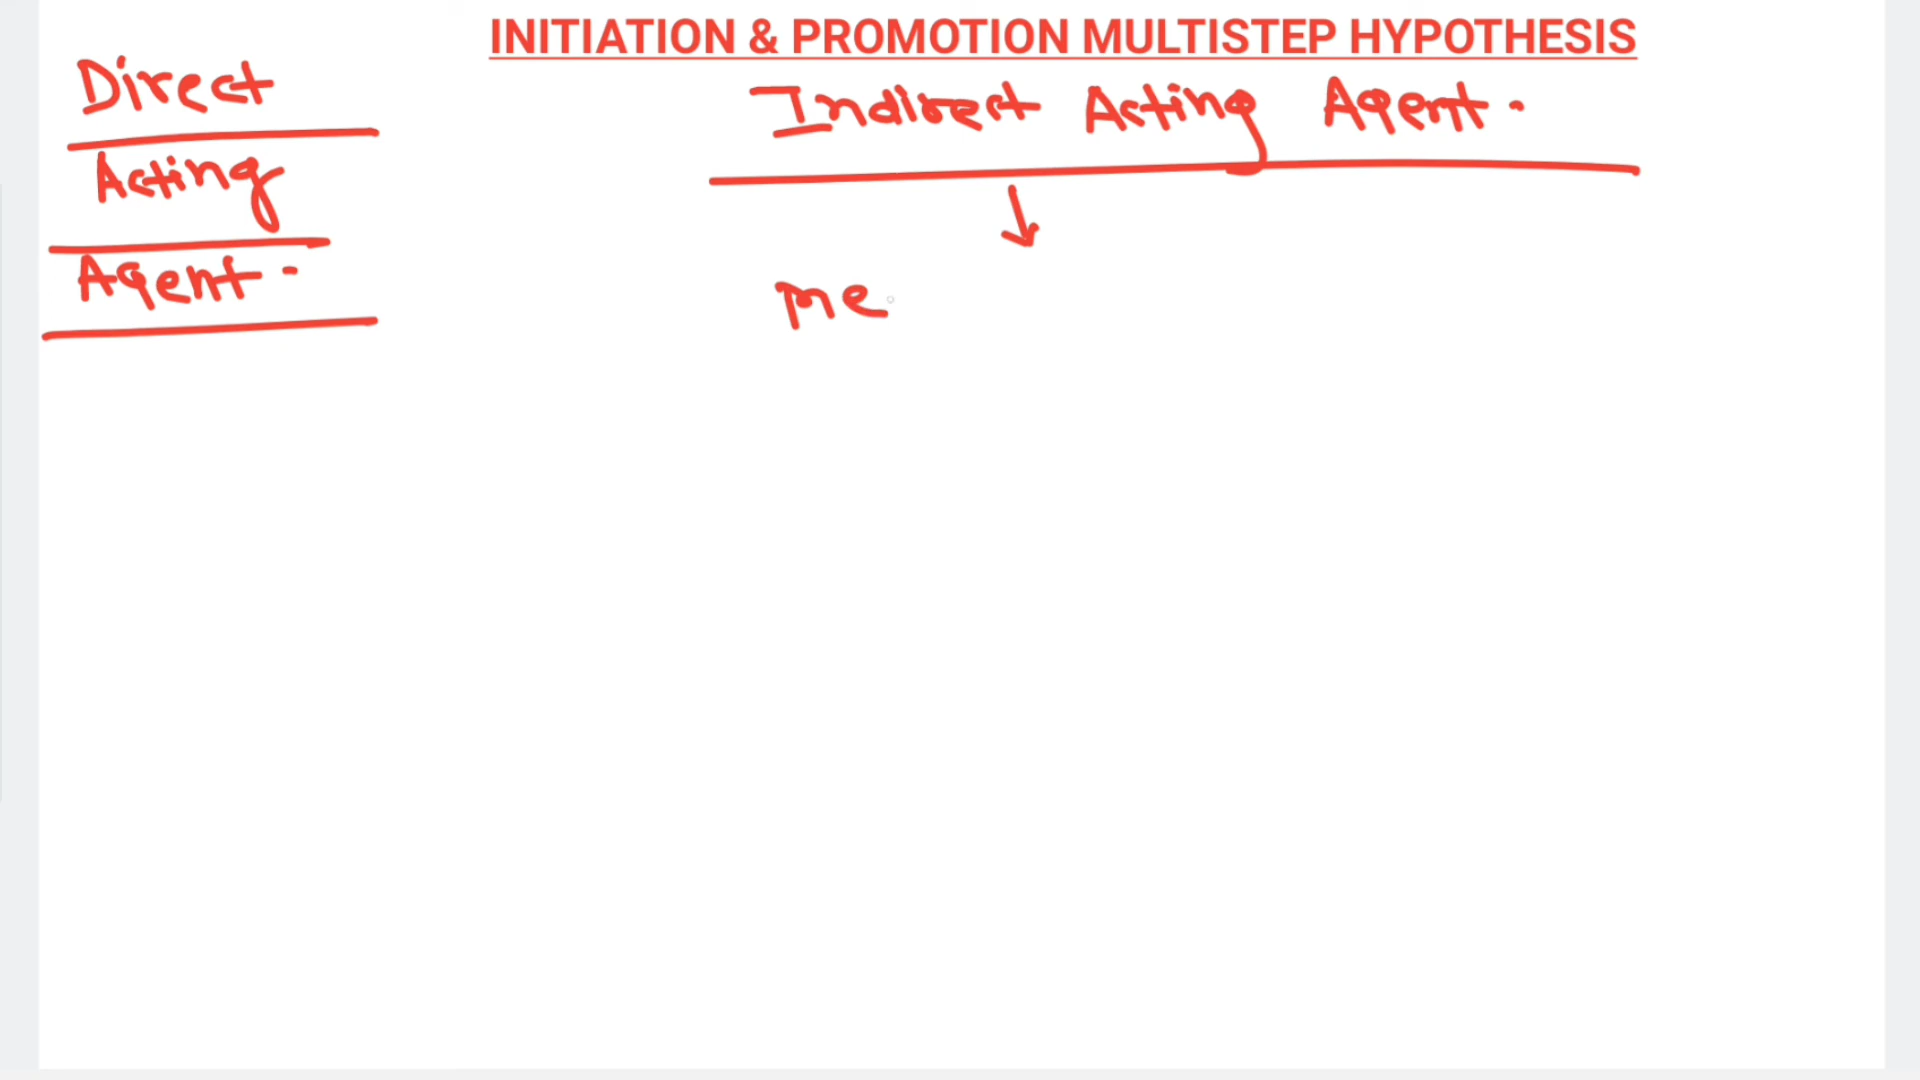 INITIATION & PROMOTION MULTISTEP HYPOTHESIS
Direct
Acting
Agent-
Indirect Acting Agent.
me